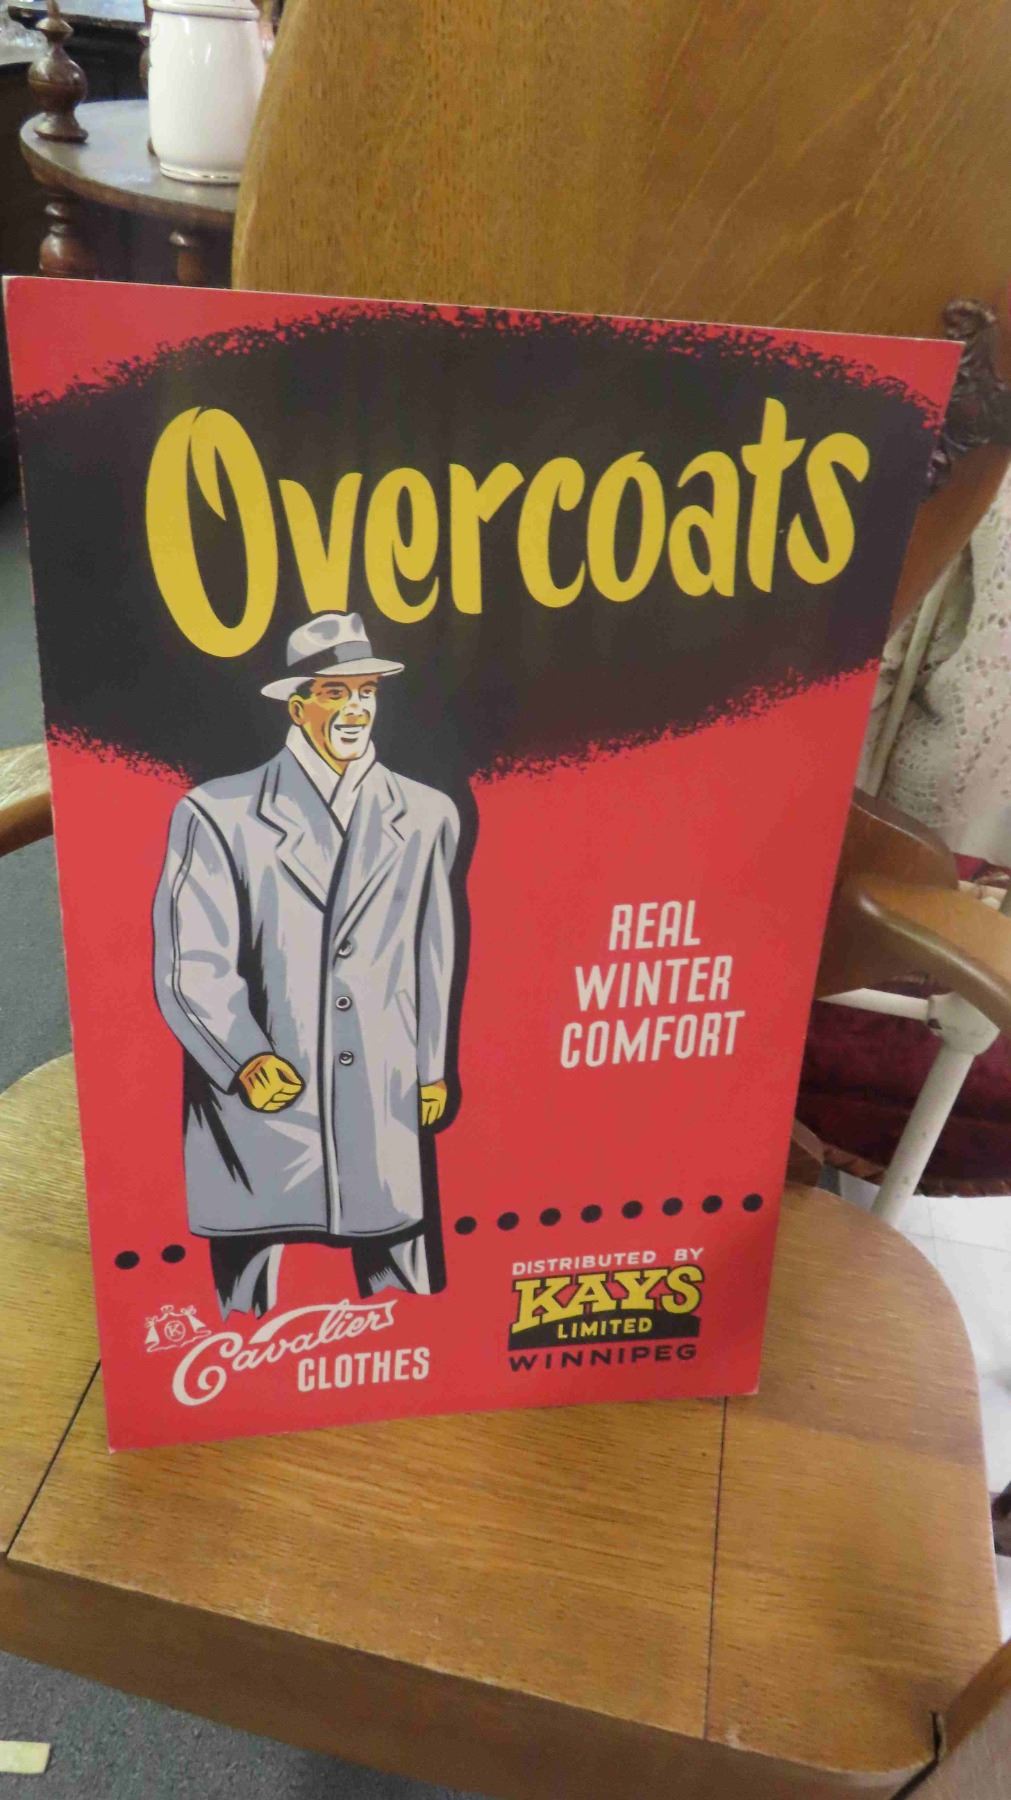 Overcoats
REAL
WINTER
COMFORT
K
Cavalier
CLOTHES
DISTRIBUTED BY
KAYS
LIMITED
WINNIPEG